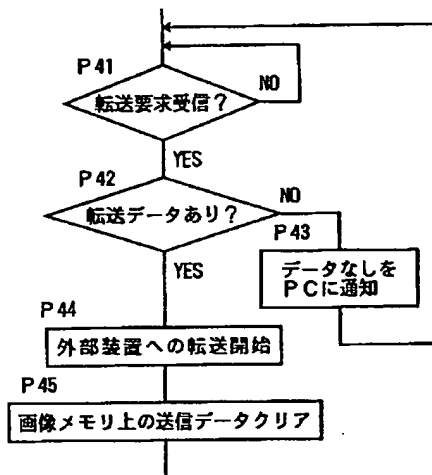 P41
転送要求受信?
NO
YES
P42
転送データあり?
NO
P43
データなしを
PCに通知
YES
P44
外部装置への転送開始
P45
画像メモリ上の送信データクリア